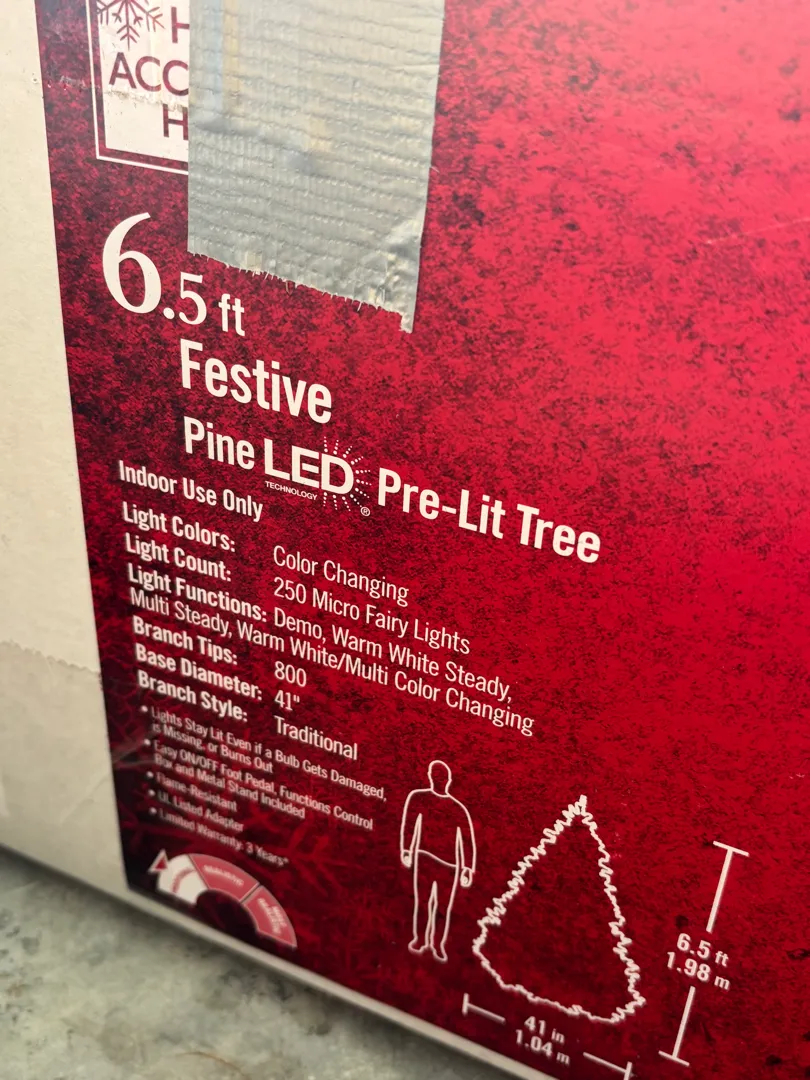 H
ACC
H
6.5 ft
Festive
Pine LED Pre-Lit Tree
TECHNOLOGY
®
Indoor Use Only
Light Colors: Color Changing
Light Count: 250 Micro Fairy Lights
Light Functions: Demo, Warm White Steady,
Multi Steady, Warm White/Multi Color Changing
Branch Tips: 800
Base Diameter: 41"
Branch Style: Traditional
• Lights Stay Lit Even if a Bulb Gets Damaged,
is Missing, or Burns Out
• Easy ON/OFF Foot Pedal, Functions Control
Box and Metal Stand Included
• Flame-Resistant
• UL Listed Adapter
• Limited Warranty: 3 Years*
6.5 ft
1.98 m
41 in
1.04 m